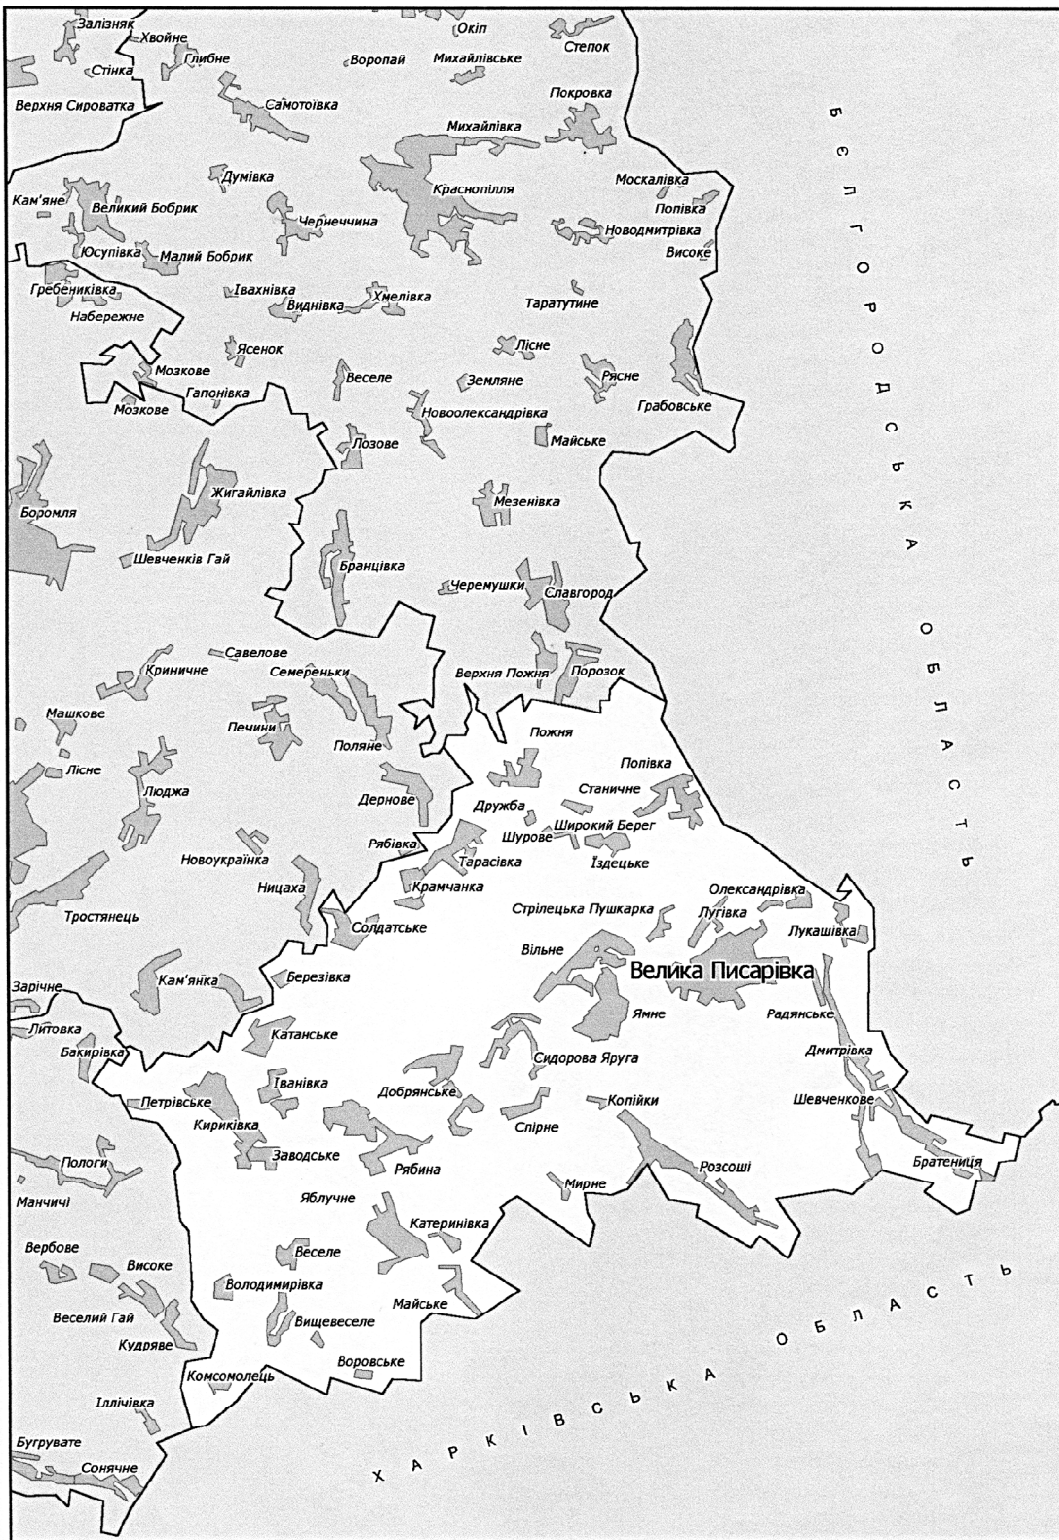 Залізняк
Хвойне
Глибне
Окіп
Степок
Воропай
Михайлівське
Стінка
Верхня Сироватка
Самотоївка
Покровка
Михайлівка
Думівка
Москалівка
Кам'яне
Краснопілля
Великий Бобрик
Попівка
Чернеччина
Новодмитрівка
Юсупівка
Малий Бобрик
Високе
Гребениківка
Івахнівка
Хмелівка
Виднівка
Таратутине
Набережне
Ясенок
Лісне
Мозкове
Веселе
Земляне
Рясне
Гапонівка
Мозкове
Новоолександрівка
Грабовське
Лозове
Майське
Жигайлівка
Мезенівка
Боромля
Шевченків Гай
Бранцівка
Черемушки
Славгород
Савелове
Криничне
Семереньки
Верхня Пожня
Порозок
Машкове
Печини
Поляне
Пожня
Попівка
Лісне
Люджа
Дернове
Станичне
Дружба
Широкий Берег
Шурове
Рябівка
Тарасівка
Їздецьке
Новоукраїнка
Ницаха
Крамчанка
Олександрівка
Тростянець
Стрілецька Пушкарка
Лугівка
Солдатське
Лукашівка
Вільне
Велика Писарівка
Кам'янка
Березівка
Зарічне
Ямне
Радянське
Литовка
Катанське
Бакирівка
Дмитрівка
Сидорова Яруга
Іванівка
Добрянське
Петрівське
Копійки
Шевченкове
Кириківка
Спірне
Заводське
Пологи
Рябина
Розсоші
Братениця
Мирне
Манчичі
Яблучне
Катеринівка
Вербове
Веселе
Високе
Володимирівка
Майське
Веселий Гай
Вищевеселе
Кудряве
Воровське
Комсомолець
Іллічівка
Бугрувате
Сонячне
БЄЛГОРОДСЬКА ОБЛАСТЬ
ХАРКІВСЬКА ОБЛАСТЬ